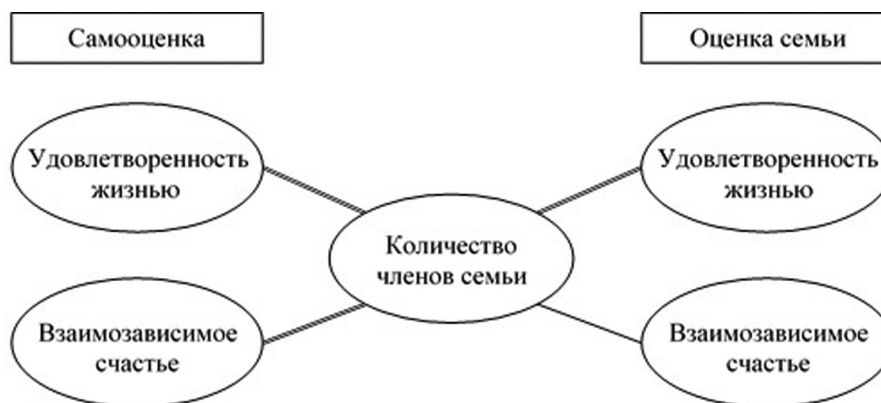 Самооценка
Оценка семьи
Удовлетворенность
жизнью
Удовлетворенность
жизнью
Количество
членов семьи
Взаимозависимое
счастье
Взаимозависимое
счастье